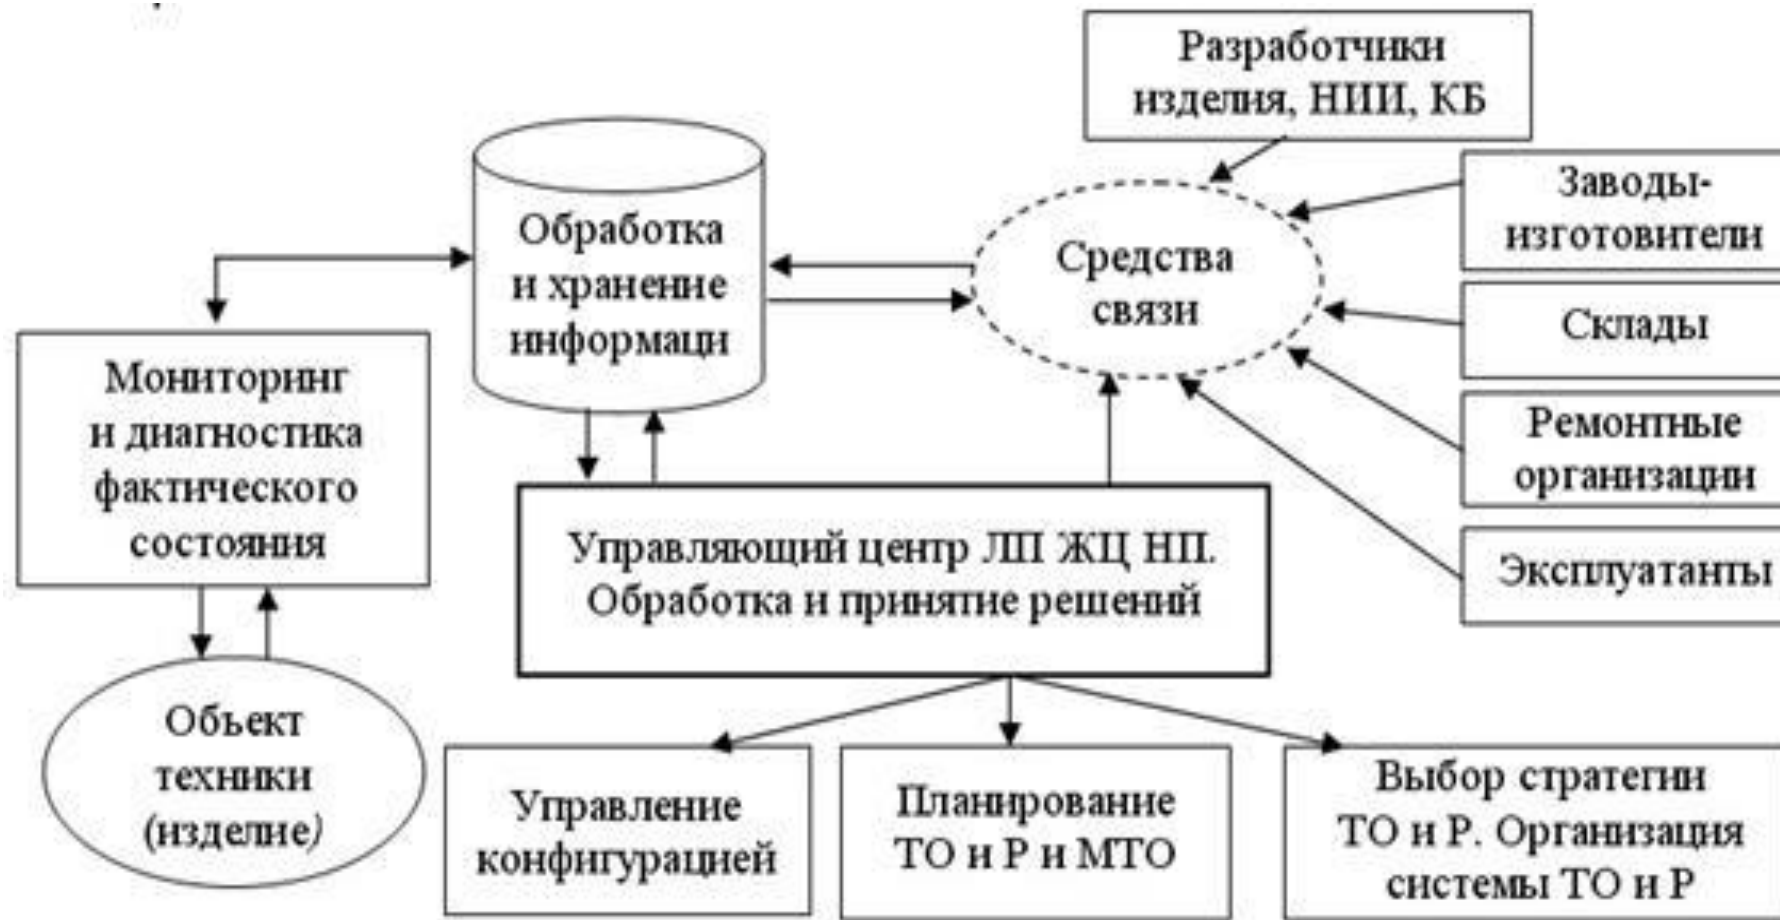 Разработчики
изделия, НИИ, КБ
Заводы-
изготовители
Склады
Ремонтные
организации
Эксплуатанты
Средства
связи
Обработка
и хранение
информаци
Мониторинг
и диагностика
фактического
состояния
Управляющий центр ЛП ЖЦ НП.
Обработка и принятие решений
Объект
техники
(изделие)
Управление
конфигурацией
Планирование
ТО и Р и МТО
Выбор стратегии
ТО и Р. Организация
системы ТО и Р